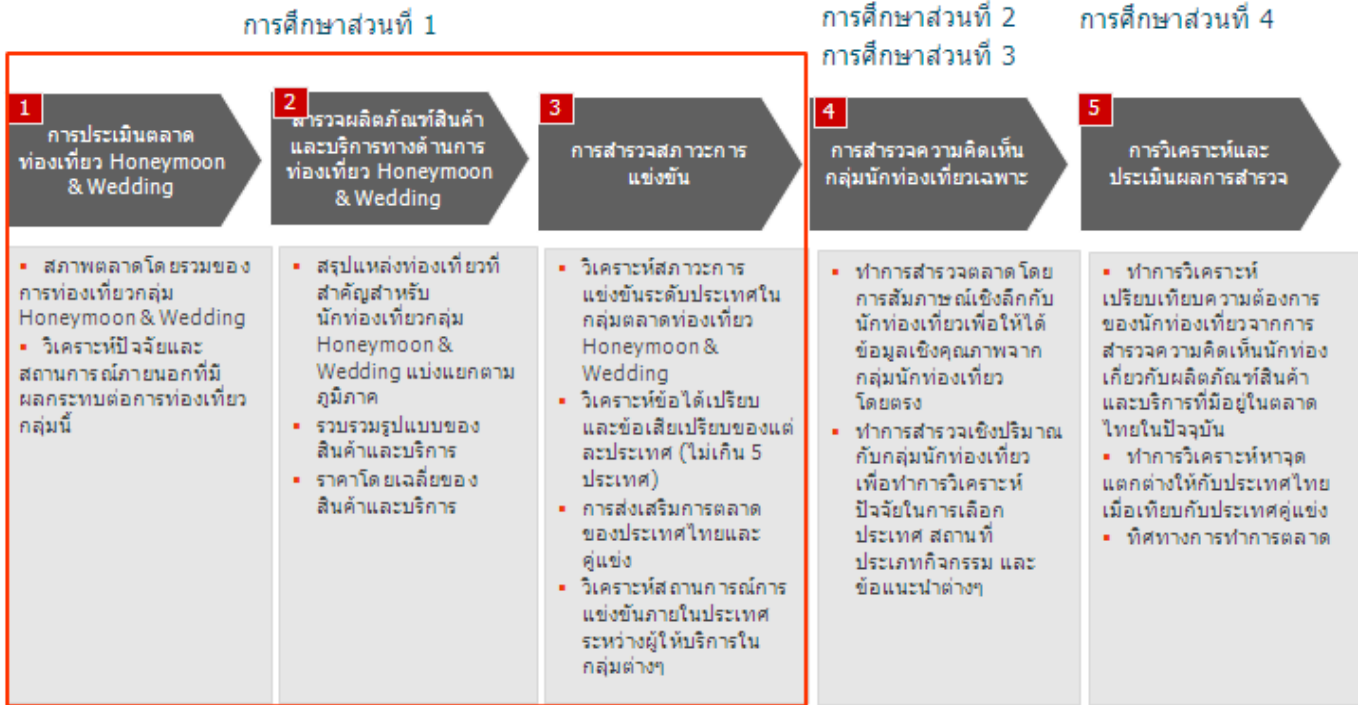 การศึกษาส่วนที่ 1
การศึกษาส่วนที่ 2
การศึกษาส่วนที่ 3
การศึกษาส่วนที่ 4
1
การประเมินตลาด
ท่องเที่ยว Honeymoon
& Wedding
2
สำรวจผลิตภัณฑ์สินค้า
และบริการทางด้านการ
ท่องเที่ยว Honeymoon
& Wedding
3
การสำรวจสภาวะการ
แข่งขัน
4
การสำรวจความคิดเห็น
กลุ่มนักท่องเที่ยวเฉพาะ
5
การวิเคราะห์และ
ประเมินผลการสำรวจ
▪ สภาพตลาดโดยรวมของ
การท่องเที่ยวกลุ่ม
Honeymoon & Wedding
▪ วิเคราะห์ปัจจัยและ
สถานการณ์ภายนอกที่มี
ผลกระทบต่อการท่องเที่ยว
กลุ่มนี้
▪ สรุปแหล่งท่องเที่ยวที่
สำคัญสำหรับ
นักท่องเที่ยวกลุ่ม
Honeymoon &
Wedding แบ่งแยกตาม
ภูมิภาค
▪ รวบรวมรูปแบบของ
สินค้าและบริการ
▪ ราคาโดยเฉลี่ยของ
สินค้าและบริการ
▪ วิเคราะห์สภาวะการ
แข่งขันระดับประเทศใน
กลุ่มตลาดท่องเที่ยว
Honeymoon &
Wedding
▪ วิเคราะห์ข้อได้เปรียบ
และข้อเสียเปรียบของแต่
ละประเทศ (ไม่เกิน 5
ประเทศ)
▪ การส่งเสริมการตลาด
ของประเทศไทยและ
คู่แข่ง
▪ วิเคราะห์สถานการณ์การ
แข่งขันภายในประเทศ
ระหว่างผู้ให้บริการใน
กลุ่มต่างๆ
▪ ทำการสำรวจตลาดโดย
การสัมภาษณ์เชิงลึกกับ
นักท่องเที่ยวเพื่อให้ได้
ข้อมูลเชิงคุณภาพจาก
กลุ่มนักท่องเที่ยว
โดยตรง
▪ ทำการสำรวจเชิงปริมาณ
กับกลุ่มนักท่องเที่ยว
เพื่อทำการวิเคราะห์
ปัจจัยในการเลือก
ประเทศ สถานที่
ประเภทกิจกรรม และ
ข้อแนะนำต่างๆ
▪ ทำการวิเคราะห์
เปรียบเทียบความต้องการ
ของนักท่องเที่ยวจากการ
สำรวจความคิดเห็นนักท่อง
เกี่ยวกับผลิตภัณฑ์สินค้า
และบริการที่มีอยู่ในตลาด
ไทยในปัจจุบัน
▪ ทำการวิเคราะห์หาจุด
แตกต่างให้กับประเทศไทย
เมื่อเทียบกับประเทศคู่แข่ง
▪ ทิศทางการทำการตลาด